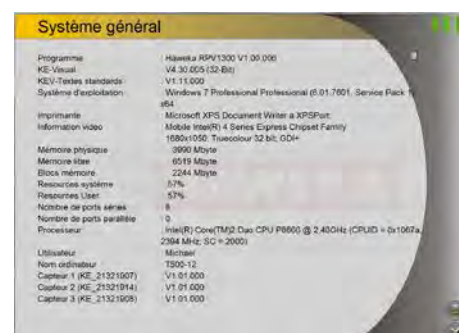 Système général
Programme : Haweka RPV1300 V1.00.000
KE-Visual : V4.30.005 (32-Bit)
KEV-Textes standards : V1.11.000
Système d'exploitation : Windows 7 Professional Professional (6.01.7601, Service Pack 1)
x64
Imprimante : Microsoft XPS Document Writer a XPSPort:
Information vidéo : Mobile Intel(R) 4 Series Express Chipset Family
1680x1050; Truecolour 32 bit; GDI+
Mémoire physique : 3990 Mbyte
Mémoire libre : 6519 Mbyte
Blocs mémoire : 2244 Mbyte
Resources système : 57%
Resources User : 57%
Nombre de ports séries : 8
Nombre de ports parallèle : 0
Processeur : Intel(R) Core(TM)2 Duo CPU P8600 @ 2.40GHz (CPUID = 0x1067a,
2394 MHz; SC = 2000)
Utilisateur : Michael
Nom ordinateur : TS00-12
Capteur 1 (KE_21321907) : V1.01.000
Capteur 2 (KE_21321914) : V1.01.000
Capteur 3 (KE_21321908) : V1.01.000